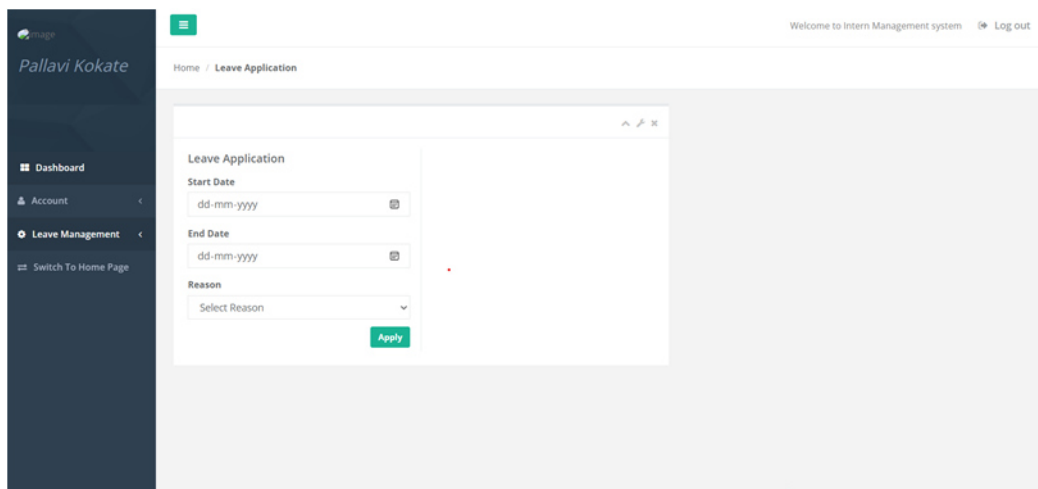 image
Pallavi Kokate
Dashboard
Account
Leave Management
Switch To Home Page
Welcome to Intern Management system Log out
Home / Leave Application
Leave Application
Start Date
dd-mm-yyyy
End Date
dd-mm-yyyy
Reason
Select Reason
Apply